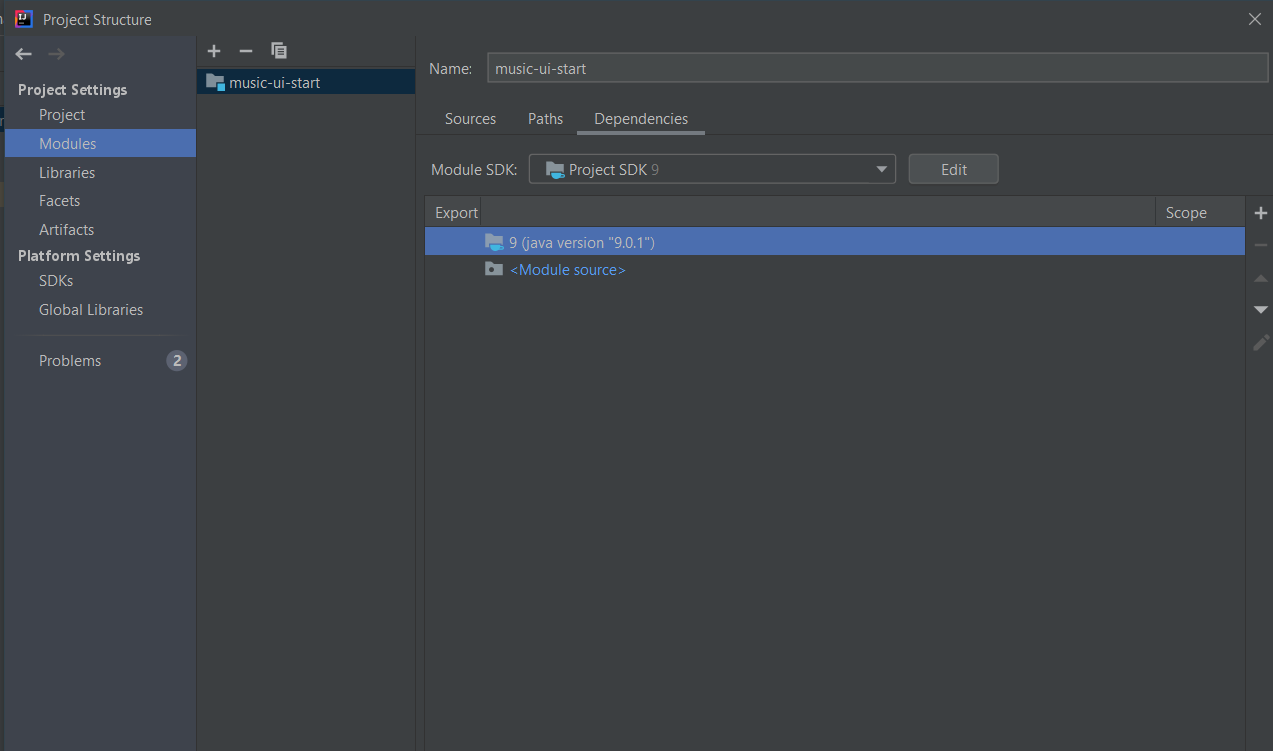 Project Structure
Project Settings
Project
Modules
Libraries
Facets
Artifacts
Platform Settings
SDKs
Global Libraries
Problems 2
music-ui-start
Name: music-ui-start
Sources Paths Dependencies
Module SDK: Project SDK 9 Edit
Export Scope
9 (java version "9.0.1")
<Module source>